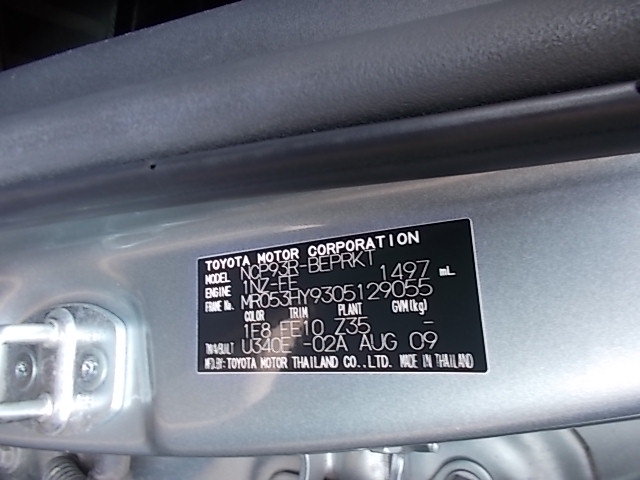 TOYOTA MOTOR CORPORATION
MODEL NCP93R-BEPRKT
ENGINE 1NZ-FE 1497 mL
FRAME No. MR053HY9305129055
COLOR TRIM PLANT GVM(kg)
1F8 FE10 Z35 –
TM/A/BUILT U340E -02A AUG 09
MFD.BY: TOYOTA MOTOR THAILAND CO.,LTD. MADE IN THAILAND